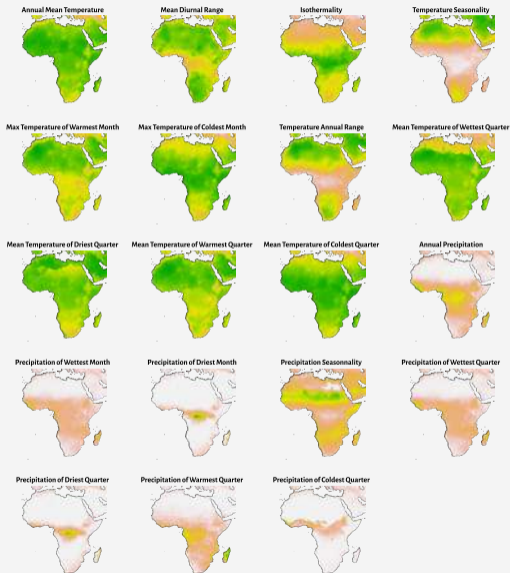 Annual Mean Temperature
Mean Diurnal Range
Isothermality
Temperature Seasonality
Max Temperature of Warmest Month
Max Temperature of Coldest Month
Temperature Annual Range
Mean Temperature of Wettest Quarter
Mean Temperature of Driest Quarter
Mean Temperature of Warmest Quarter
Mean Temperature of Coldest Quarter
Annual Precipitation
Precipitation of Wettest Month
Precipitation of Driest Month
Precipitation Seasonnality
Precipitation of Wettest Quarter
Precipitation of Driest Quarter
Precipitation of Warmest Quarter
Precipitation of Coldest Quarter